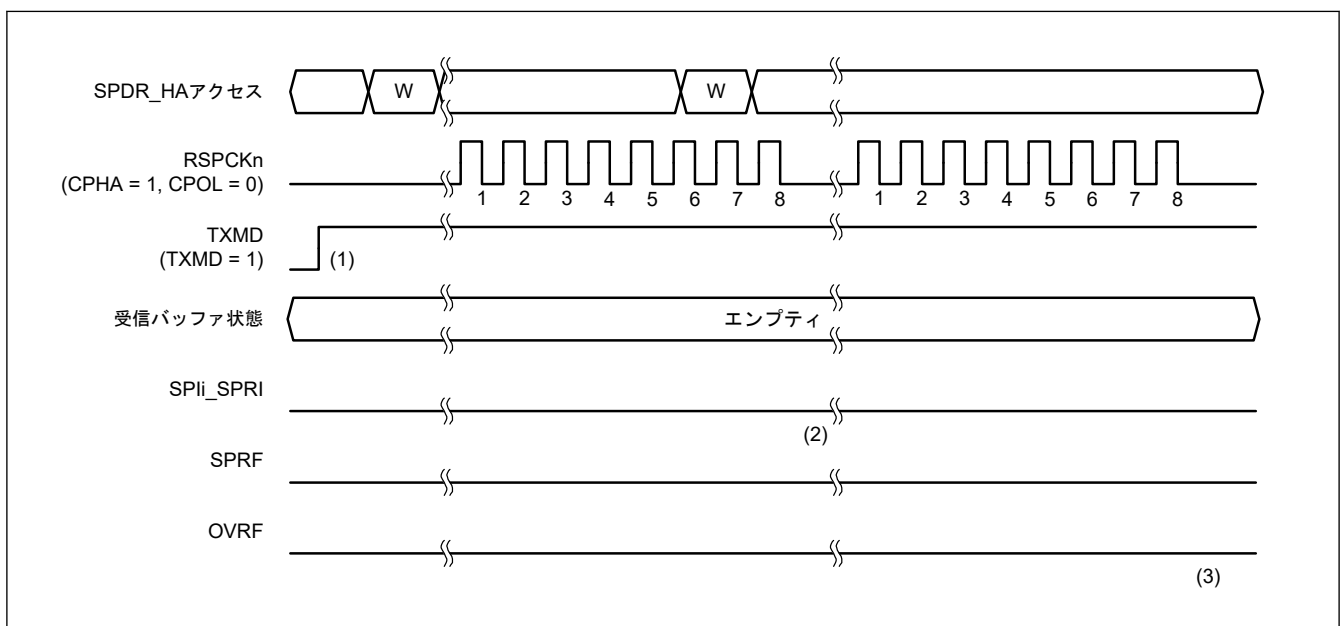 SPDR_HAアクセス
W
W
RSPCKn
(CPHA = 1, CPOL = 0)
1 2 3 4 5 6 7 8
1 2 3 4 5 6 7 8
TXMD
(TXMD = 1)
(1)
受信バッファ状態
エンプティ
SPIi_SPRI
(2)
SPRF
OVRF
(3)